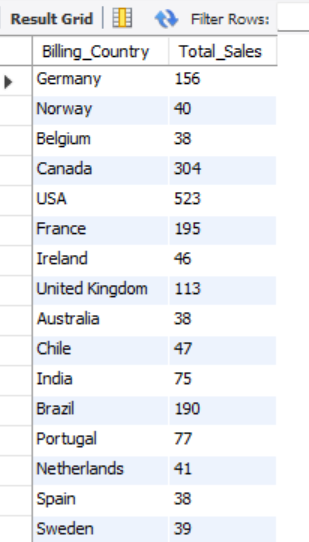 Result Grid Filter Rows:
Billing_Country Total_Sales
Germany 156
Norway 40
Belgium 38
Canada 304
USA 523
France 195
Ireland 46
United Kingdom 113
Australia 38
Chile 47
India 75
Brazil 190
Portugal 77
Netherlands 41
Spain 38
Sweden 39